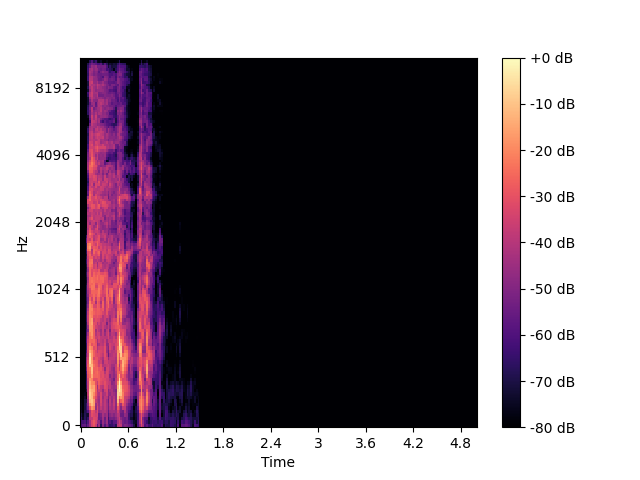 +0 dB
8192
-10 dB
4096
-20 dB
-30 dB
2048
Hz
-40 dB
1024
-50 dB
-60 dB
512
-70 dB
0
-80 dB
0 0.6 1.2 1.8 2.4 3 3.6 4.2 4.8
Time